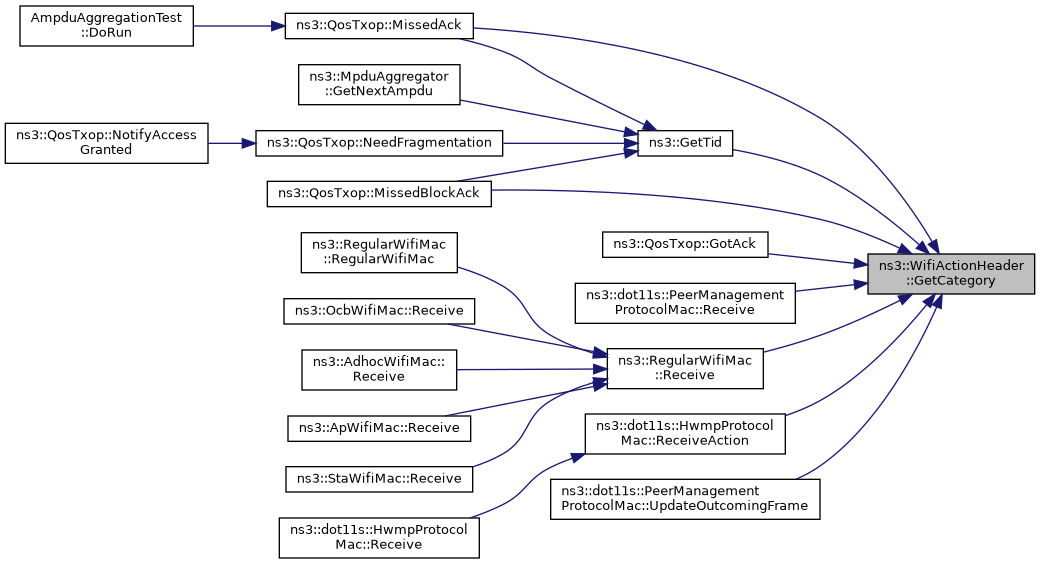 AmpduAggregationTest
::DoRun
ns3::QosTxop::MissedAck
ns3::MpduAggregator
::GetNextAmpdu
ns3::QosTxop::NotifyAccess
Granted
ns3::QosTxop::NeedFragmentation
ns3::GetTid
ns3::QosTxop::MissedBlockAck
ns3::RegularWifiMac
::RegularWifiMac
ns3::QosTxop::GotAck
ns3::WifiActionHeader
::GetCategory
ns3::dot11s::PeerManagement
ProtocolMac::Receive
ns3::OcbWifiMac::Receive
ns3::AdhocWifiMac::
Receive
ns3::RegularWifiMac
::Receive
ns3::ApWifiMac::Receive
ns3::dot11s::HwmpProtocol
Mac::ReceiveAction
ns3::StaWifiMac::Receive
ns3::dot11s::PeerManagement
ProtocolMac::UpdateOutcomingFrame
ns3::dot11s::HwmpProtocol
Mac::Receive